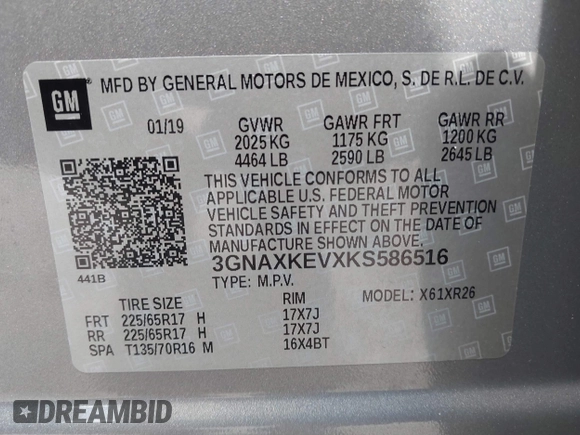 GM
MFD BY GENERAL MOTORS DE MEXICO, S. DE R.L. DE C.V.
01/19 GVWR GAWR FRT GAWR RR
2025 KG 1175 KG 1200 KG
4464 LB 2590 LB 2645 LB
THIS VEHICLE CONFORMS TO ALL
APPLICABLE U.S. FEDERAL MOTOR
VEHICLE SAFETY AND THEFT PREVENTION
STANDARDS IN EFFECT ON THE DATE OF
MANUFACTURE SHOWN ABOVE.
3GNAXKEVXKS586516
441B
TYPE: M.P.V. MODEL: X61XR26
TIRE SIZE RIM
FRT 225/65R17 H 17X7J
RR 225/65R17 H 17X7J
SPA T135/70R16 M 16X4BT
DREAMBID